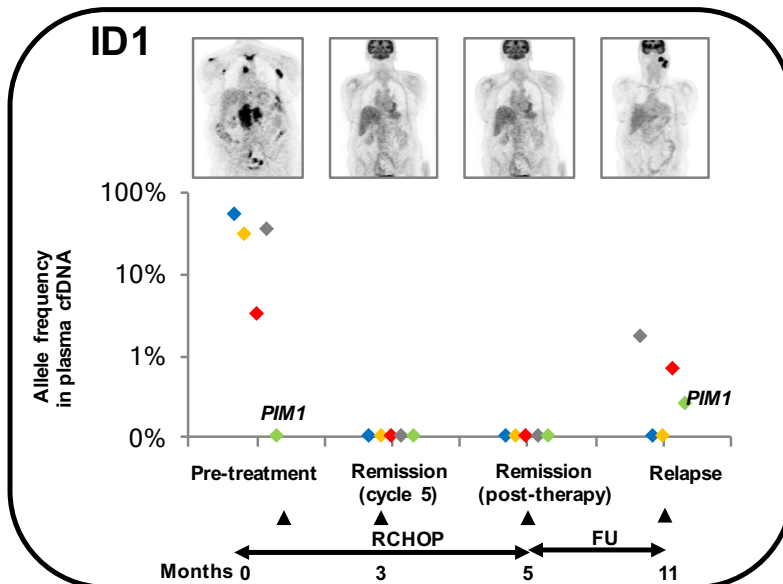 ID1
100%
10%
1%
0%
Allele frequency
in plasma cfDNA
PIM1
PIM1
Pre-treatment
Remission
(cycle 5)
Remission
(post-therapy)
Relapse
RCHOP
FU
Months 0 3 5 11